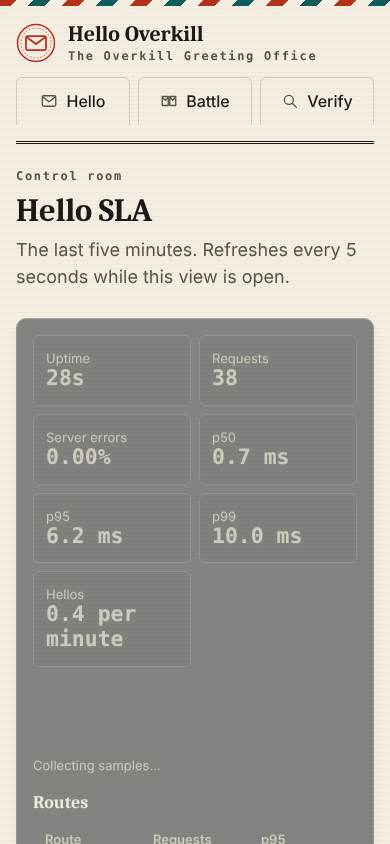 Hello Overkill
The Overkill Greeting Office
Hello
Battle
Verify
Control room
Hello SLA
The last five minutes. Refreshes every 5
seconds while this view is open.
Uptime
28s
Requests
38
Server errors
0.00%
p50
0.7 ms
p95
6.2 ms
p99
10.0 ms
Hellos
0.4 per
minute
Collecting samples…
Routes
Route Requests p95